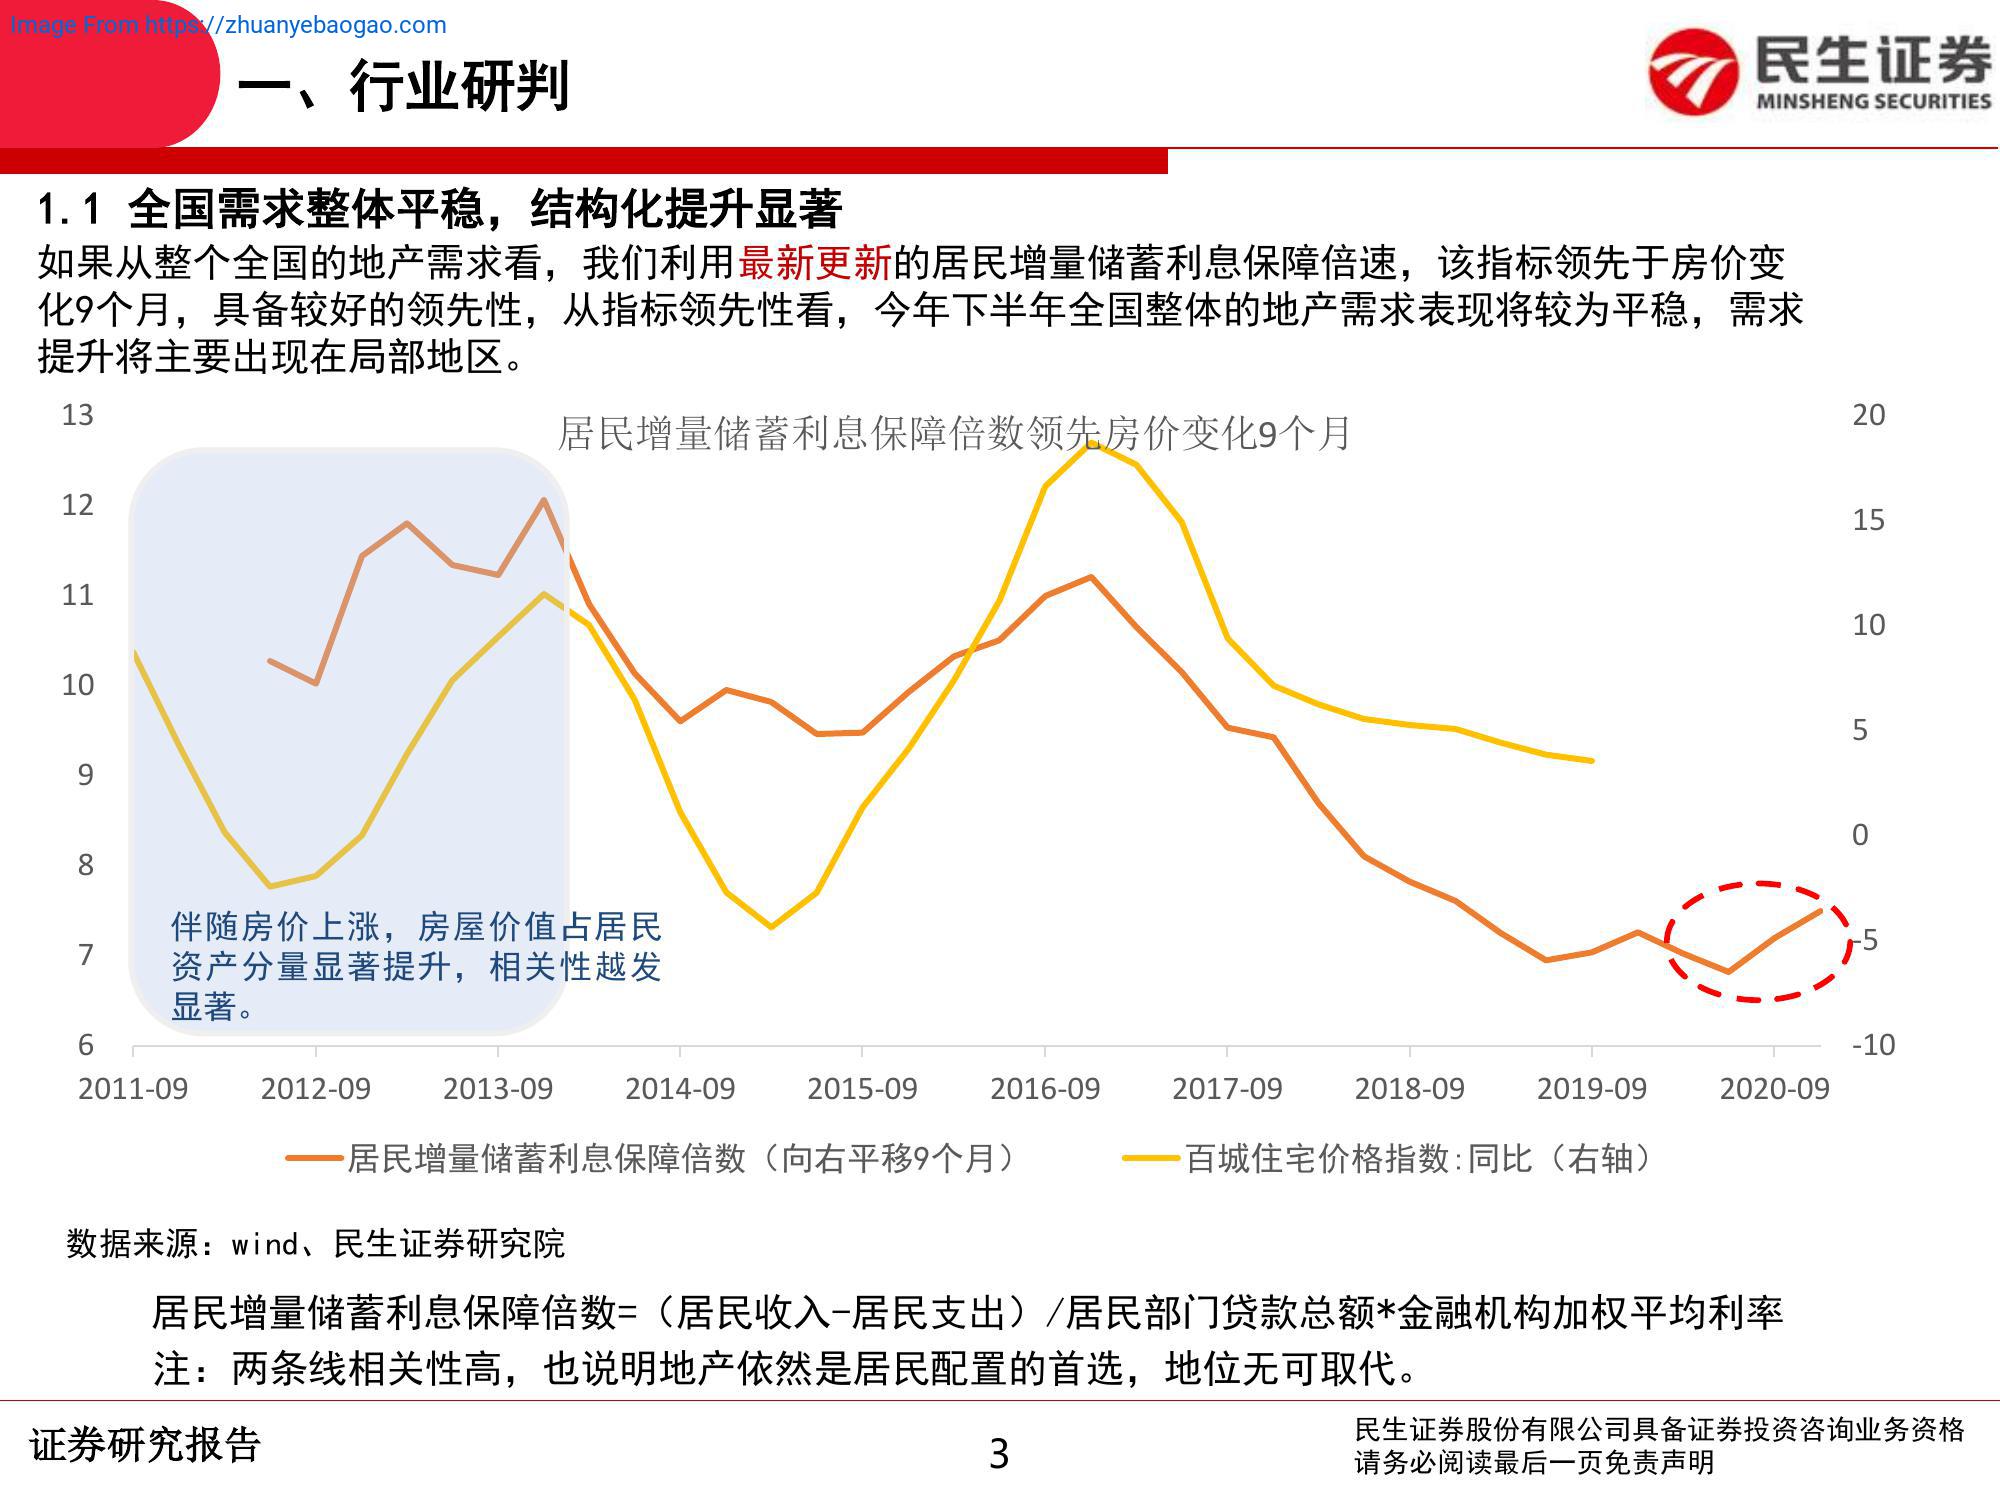 Image From https://zhuanyebaogao.com
一、行业研判
民生证券
MINSHENG SECURITIES
1.1 全国需求整体平稳，结构化提升显著
如果从整个全国的地产需求看，我们利用最新更新的居民增量储蓄利息保障倍速，该指标领先于房价变
化9个月，具备较好的领先性，从指标领先性看，今年下半年全国整体的地产需求表现将较为平稳，需求
提升将主要出现在局部地区。
居民增量储蓄利息保障倍数领先房价变化9个月
13
12
11
10
9
8
7
6
20
15
10
5
0
-5
-10
伴随房价上涨，房屋价值占居民
资产分量显著提升，相关性越发
显著。
2011-09 2012-09 2013-09 2014-09 2015-09 2016-09 2017-09 2018-09 2019-09 2020-09
居民增量储蓄利息保障倍数（向右平移9个月） 百城住宅价格指数:同比（右轴）
数据来源：wind、民生证券研究院
居民增量储蓄利息保障倍数=（居民收入-居民支出）/居民部门贷款总额*金融机构加权平均利率
注：两条线相关性高，也说明地产依然是居民配置的首选，地位无可取代。
证券研究报告
3
民生证券股份有限公司具备证券投资咨询业务资格
请务必阅读最后一页免责声明